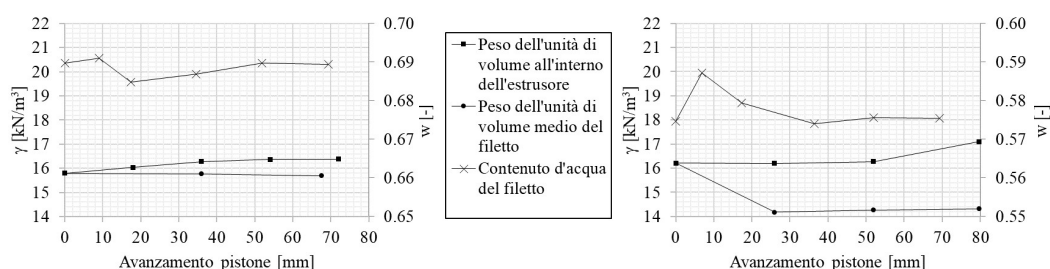 22
21
20
19
18
17
16
15
14
γ [kN/m³]
0 10 20 30 40 50 60 70 80
Avanzamento pistone [mm]
0.70
0.69
0.68
0.67
0.66
0.65
w [-]
Peso dell'unità di
volume all'interno
dell'estrusore
Peso dell'unità di
volume medio del
filetto
Contenuto d'acqua
del filetto
22
21
20
19
18
17
16
15
14
γ [kN/m³]
0 10 20 30 40 50 60 70 80
Avanzamento pistone [mm]
0.60
0.59
0.58
0.57
0.56
0.55
w [-]